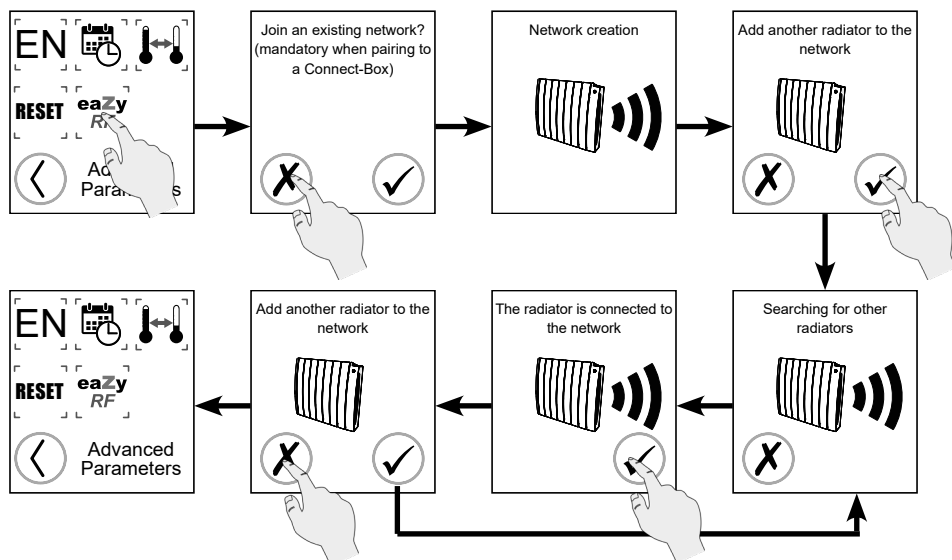 EN
RESET
eaZy
RF
Join an existing network?
(mandatory when pairing to
a Connect-Box)
Network creation
Add another radiator to the
network
EN
RESET
eaZy
RF
Advanced
Parameters
Add another radiator to the
network
The radiator is connected to
the network
Searching for other
radiators